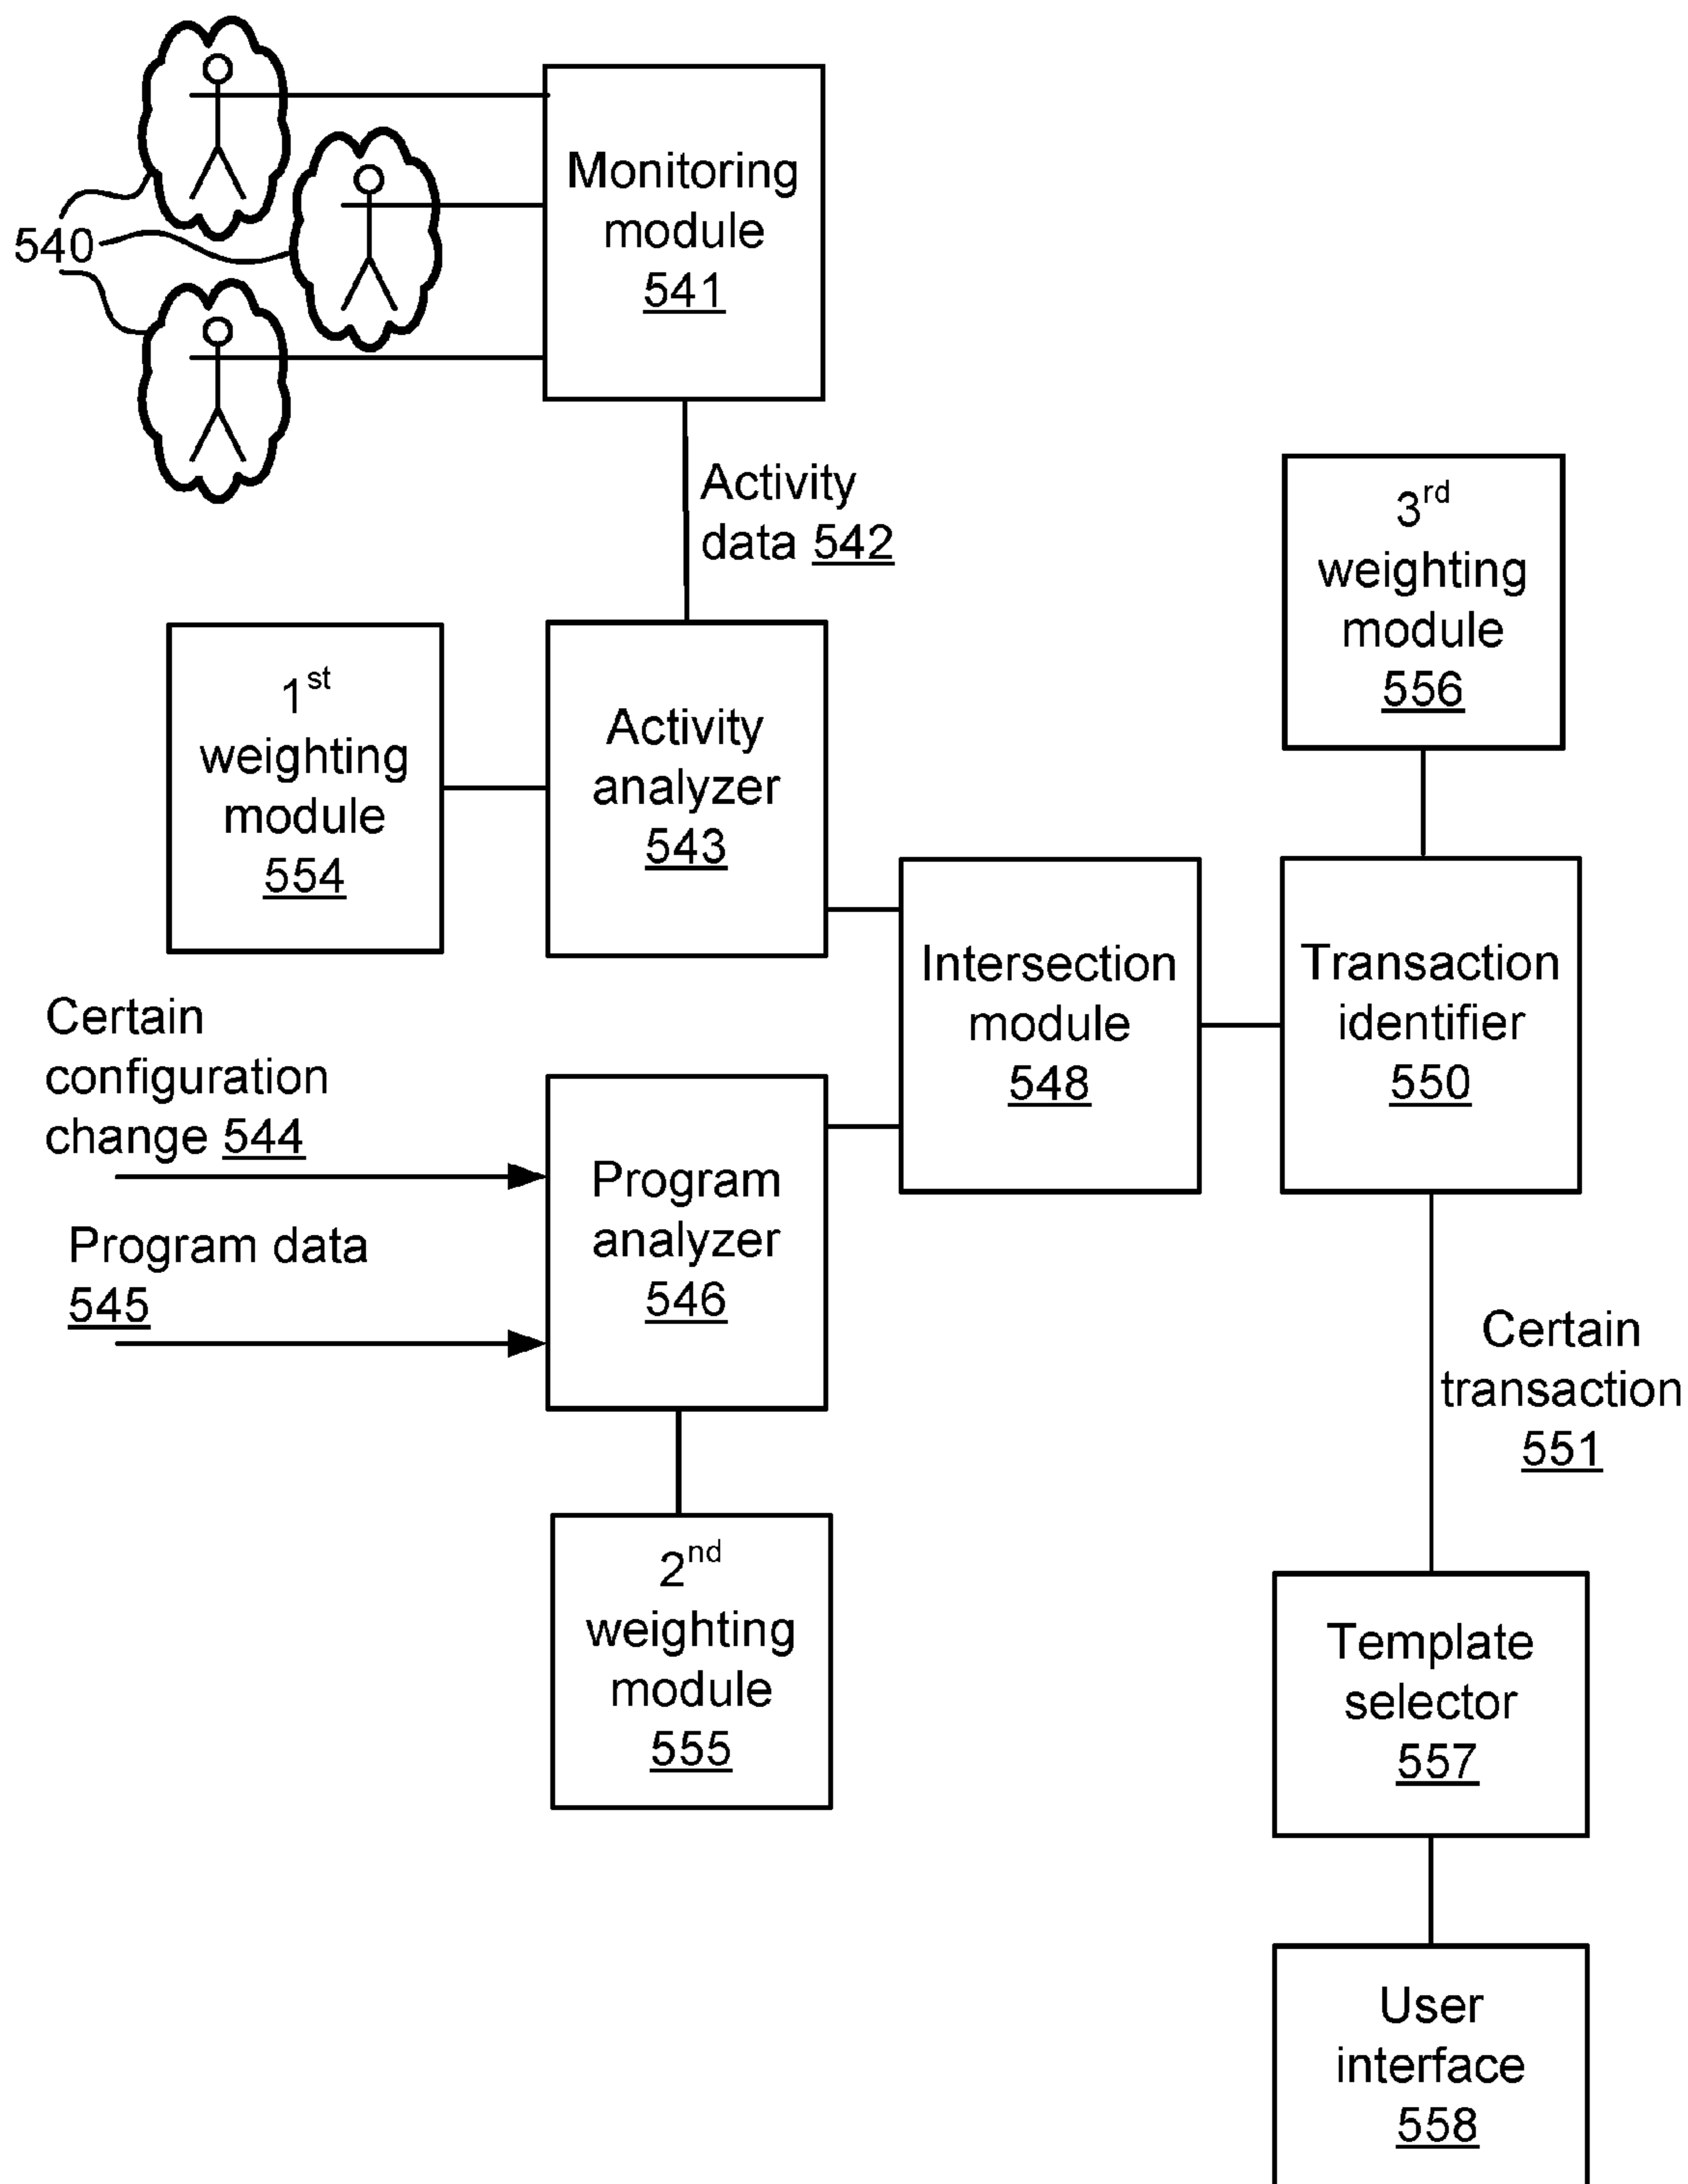 540
Monitoring
module
541
Activity
data 542
3rd
weighting
module
556
1st
weighting
module
554
Activity
analyzer
543
Intersection
module
548
Transaction
identifier
550
Certain
configuration
change 544
Program data
545
Program
analyzer
546
Certain
transaction
551
2nd
weighting
module
555
Template
selector
557
User
interface
558